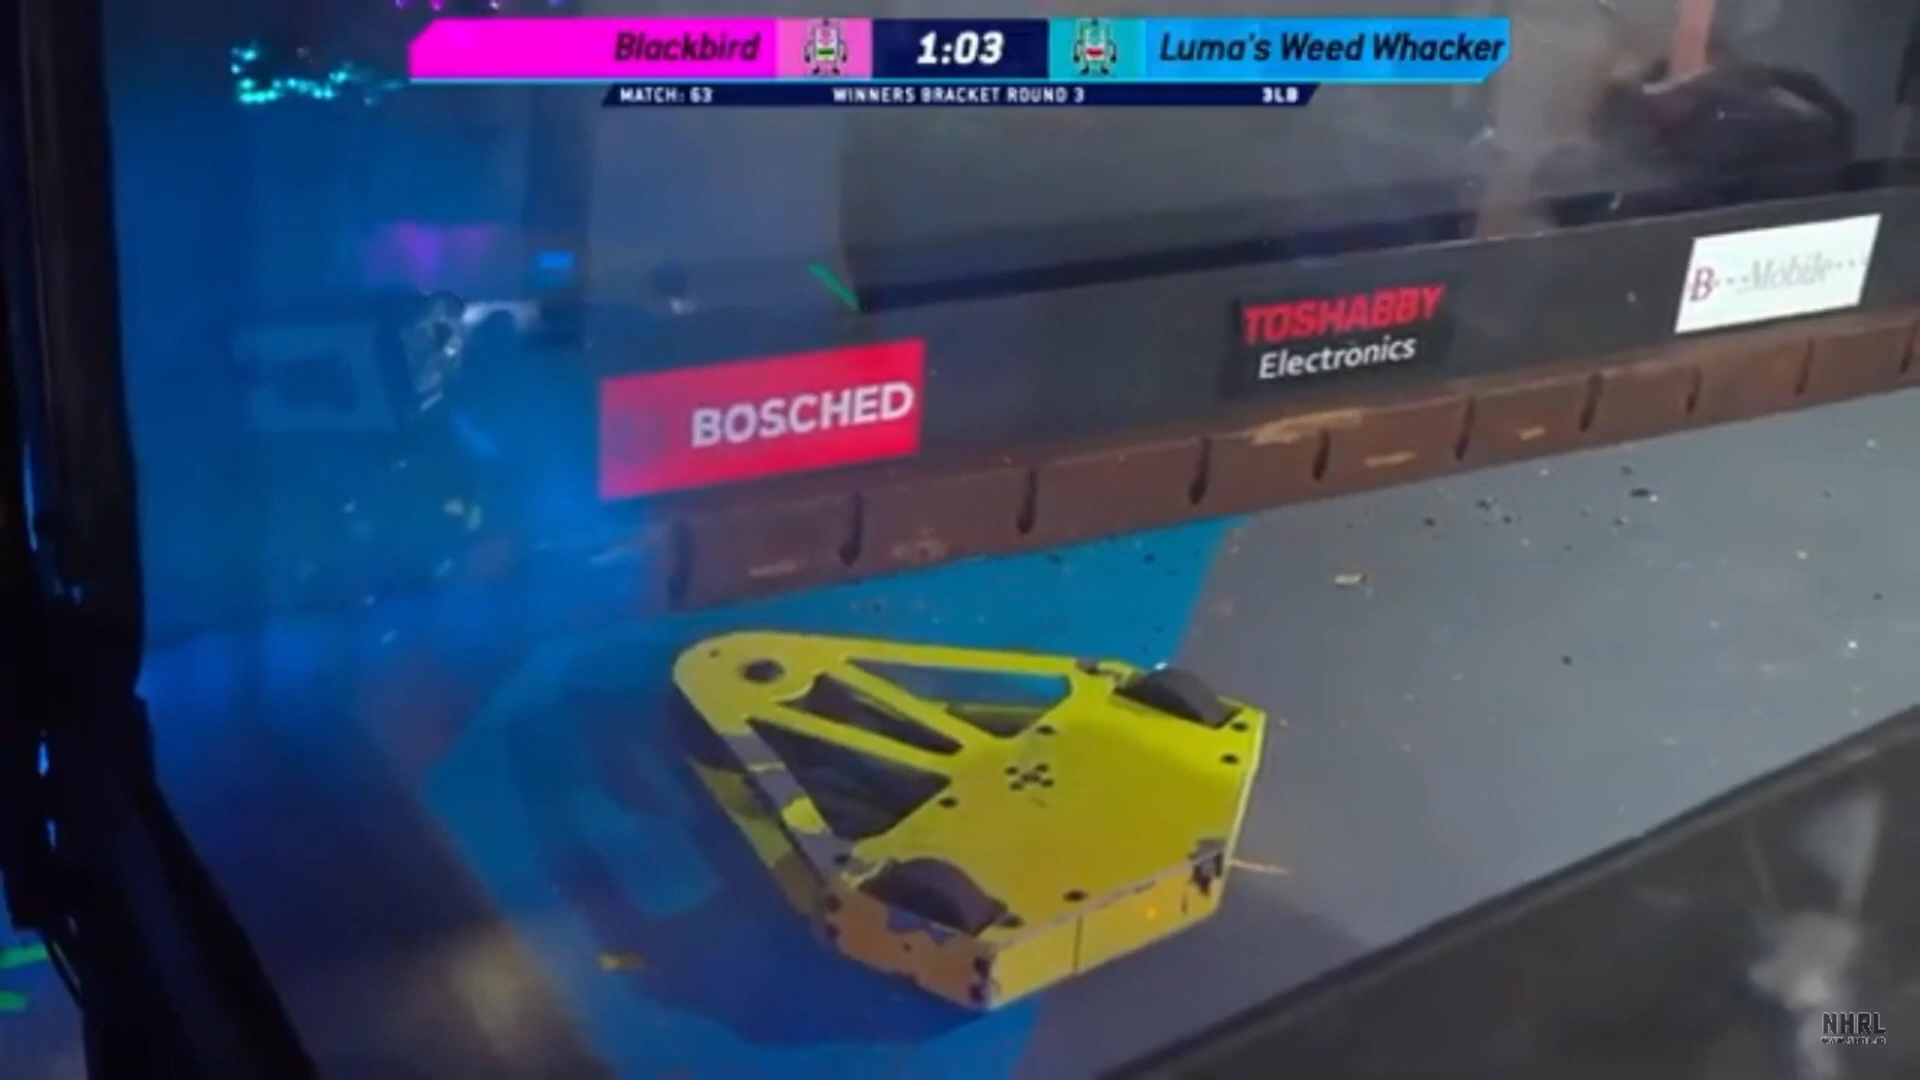 Blackbird
1:03
Luma's Weed Whacker
MATCH: 63
WINNERS BRACKET ROUND 3
3LB
BOSCHED
TOSHABBY
Electronics
B··Mobile···
NHRL